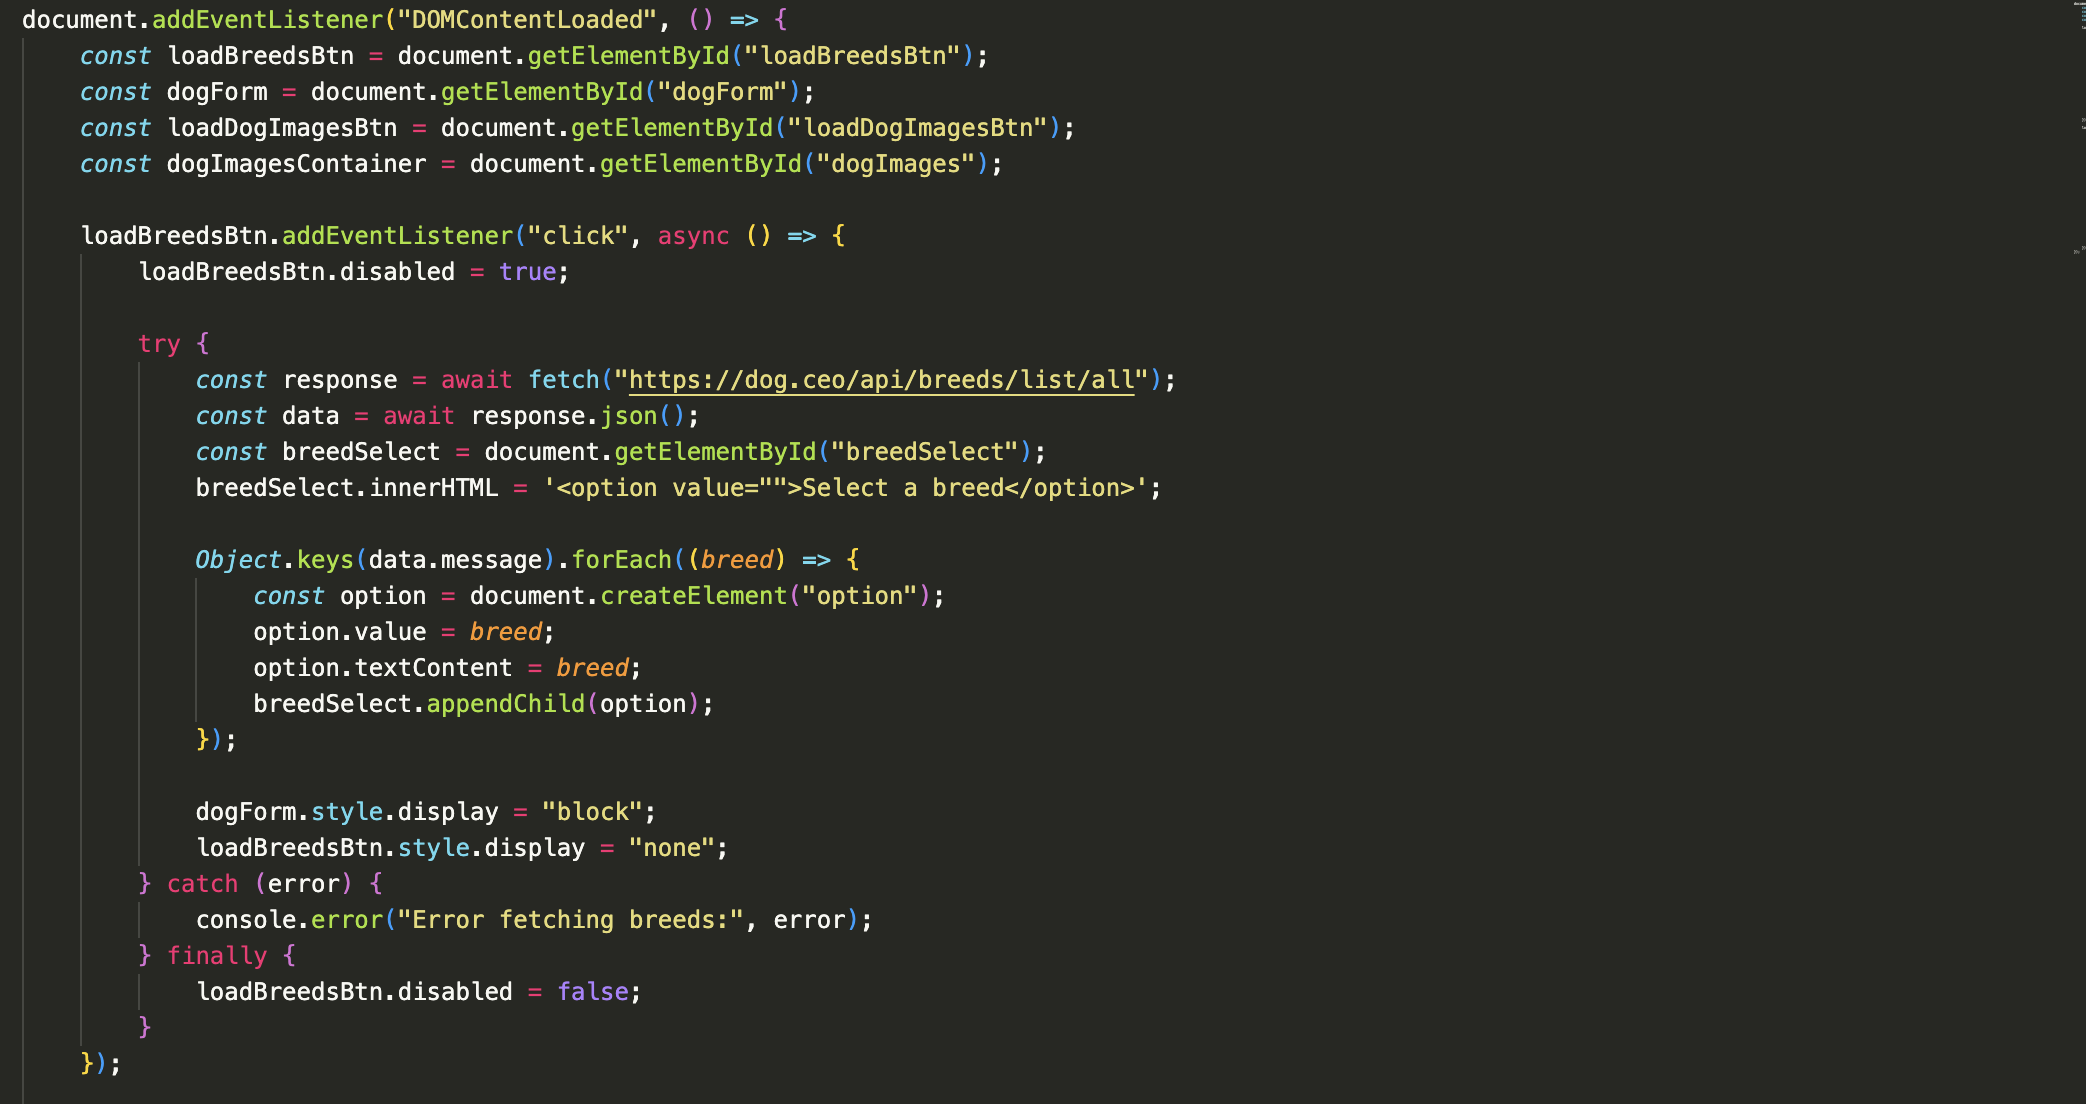 document.addEventListener("DOMContentLoaded", () => {
    const loadBreedsBtn = document.getElementById("loadBreedsBtn");
    const dogForm = document.getElementById("dogForm");
    const loadDogImagesBtn = document.getElementById("loadDogImagesBtn");
    const dogImagesContainer = document.getElementById("dogImages");

    loadBreedsBtn.addEventListener("click", async () => {
        loadBreedsBtn.disabled = true;

        try {
            const response = await fetch("https://dog.ceo/api/breeds/list/all");
            const data = await response.json();
            const breedSelect = document.getElementById("breedSelect");
            breedSelect.innerHTML = '<option value="">Select a breed</option>';

            Object.keys(data.message).forEach((breed) => {
                const option = document.createElement("option");
                option.value = breed;
                option.textContent = breed;
                breedSelect.appendChild(option);
            });

            dogForm.style.display = "block";
            loadBreedsBtn.style.display = "none";
        } catch (error) {
            console.error("Error fetching breeds:", error);
        } finally {
            loadBreedsBtn.disabled = false;
        }
    });